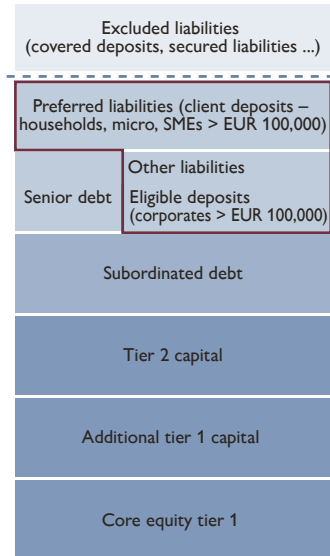 Excluded liabilities
(covered deposits, secured liabilities ...)
Preferred liabilities (client deposits –
households, micro, SMEs > EUR 100,000)
Other liabilities
Senior debt
Eligible deposits
(corporates > EUR 100,000)
Subordinated debt
Tier 2 capital
Additional tier 1 capital
Core equity tier 1